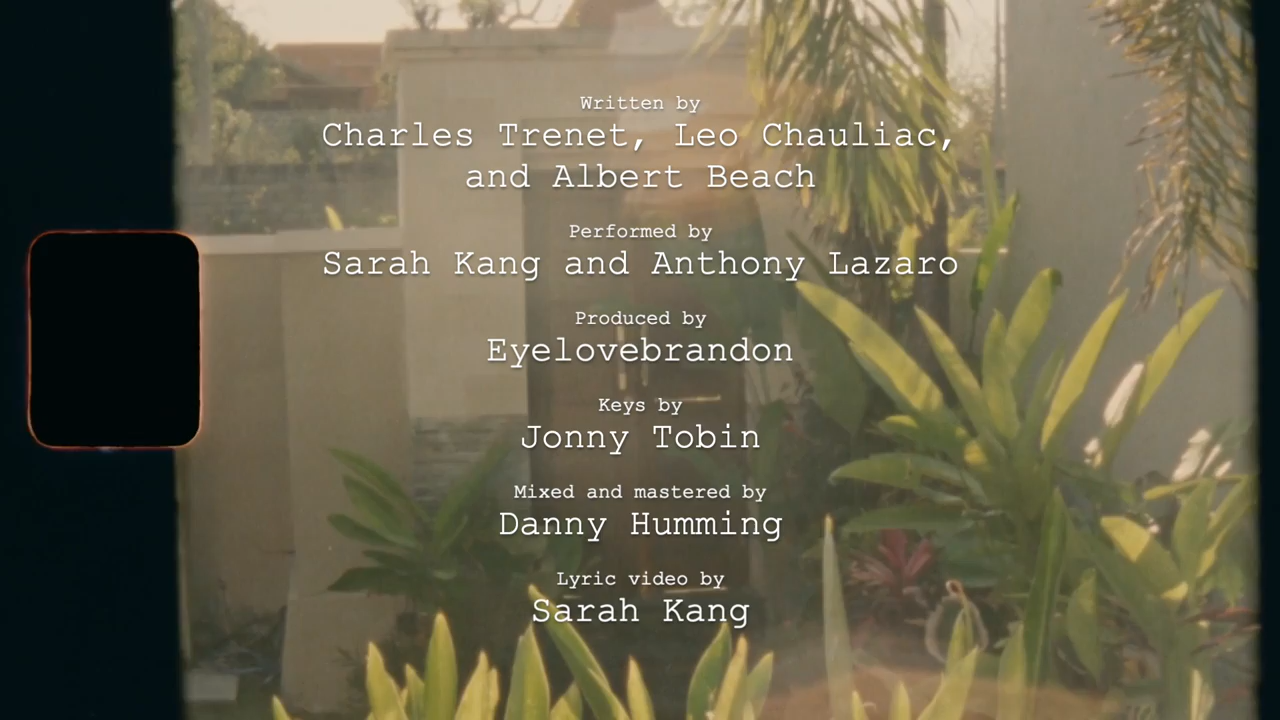 Written by
Charles Trenet, Leo Chauliac,
and Albert Beach
Performed by
Sarah Kang and Anthony Lazaro
Produced by
Eyelovebrandon
Keys by
Jonny Tobin
Mixed and mastered by
Danny Humming
Lyric video by
Sarah Kang